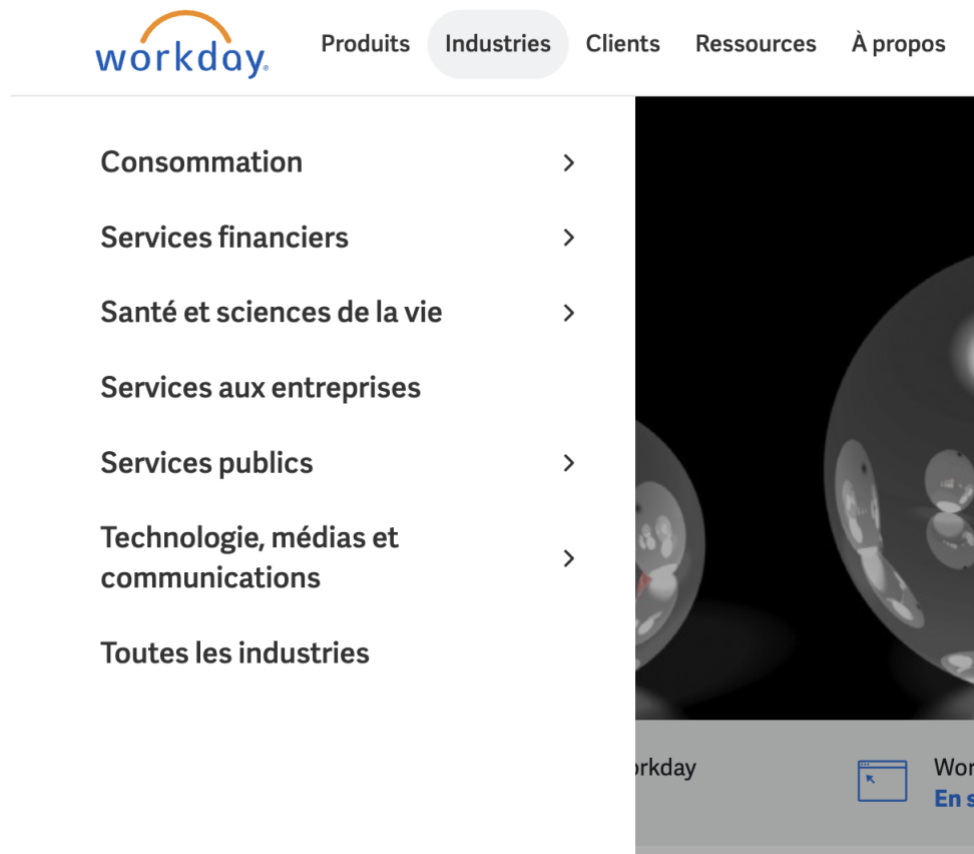 workday.
Produits Industries Clients Ressources À propos
Consommation
Services financiers
Santé et sciences de la vie
Services aux entreprises
Services publics
Technologie, médias et
communications
Toutes les industries